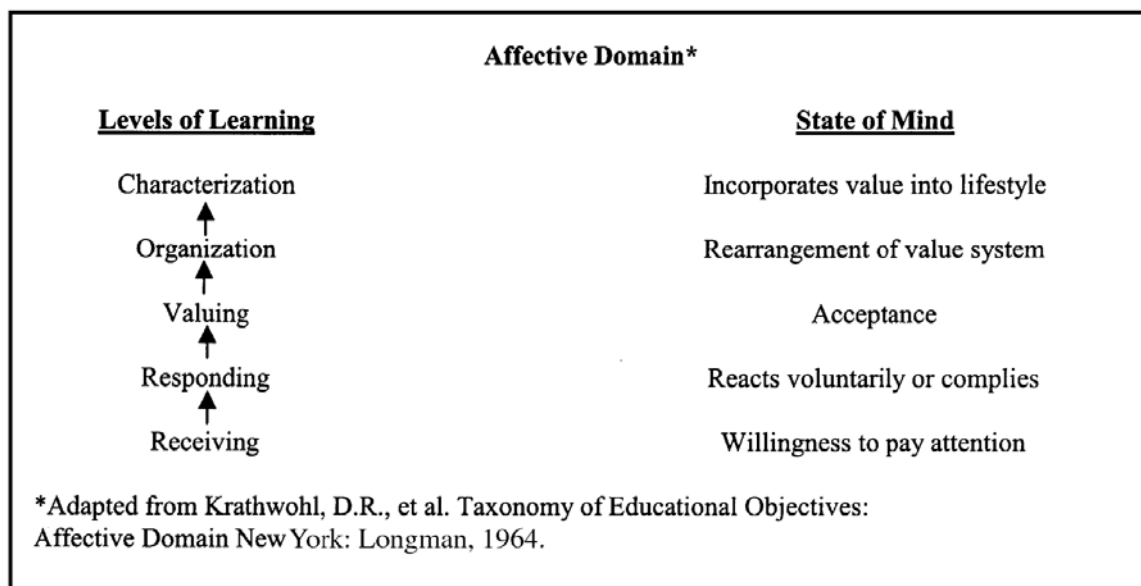 Affective Domain*
Levels of Learning State of Mind
Characterization Incorporates value into lifestyle
Organization Rearrangement of value system
Valuing Acceptance
Responding Reacts voluntarily or complies
Receiving Willingness to pay attention
*Adapted from Krathwohl, D.R., et al. Taxonomy of Educational Objectives:
Affective Domain New York: Longman, 1964.